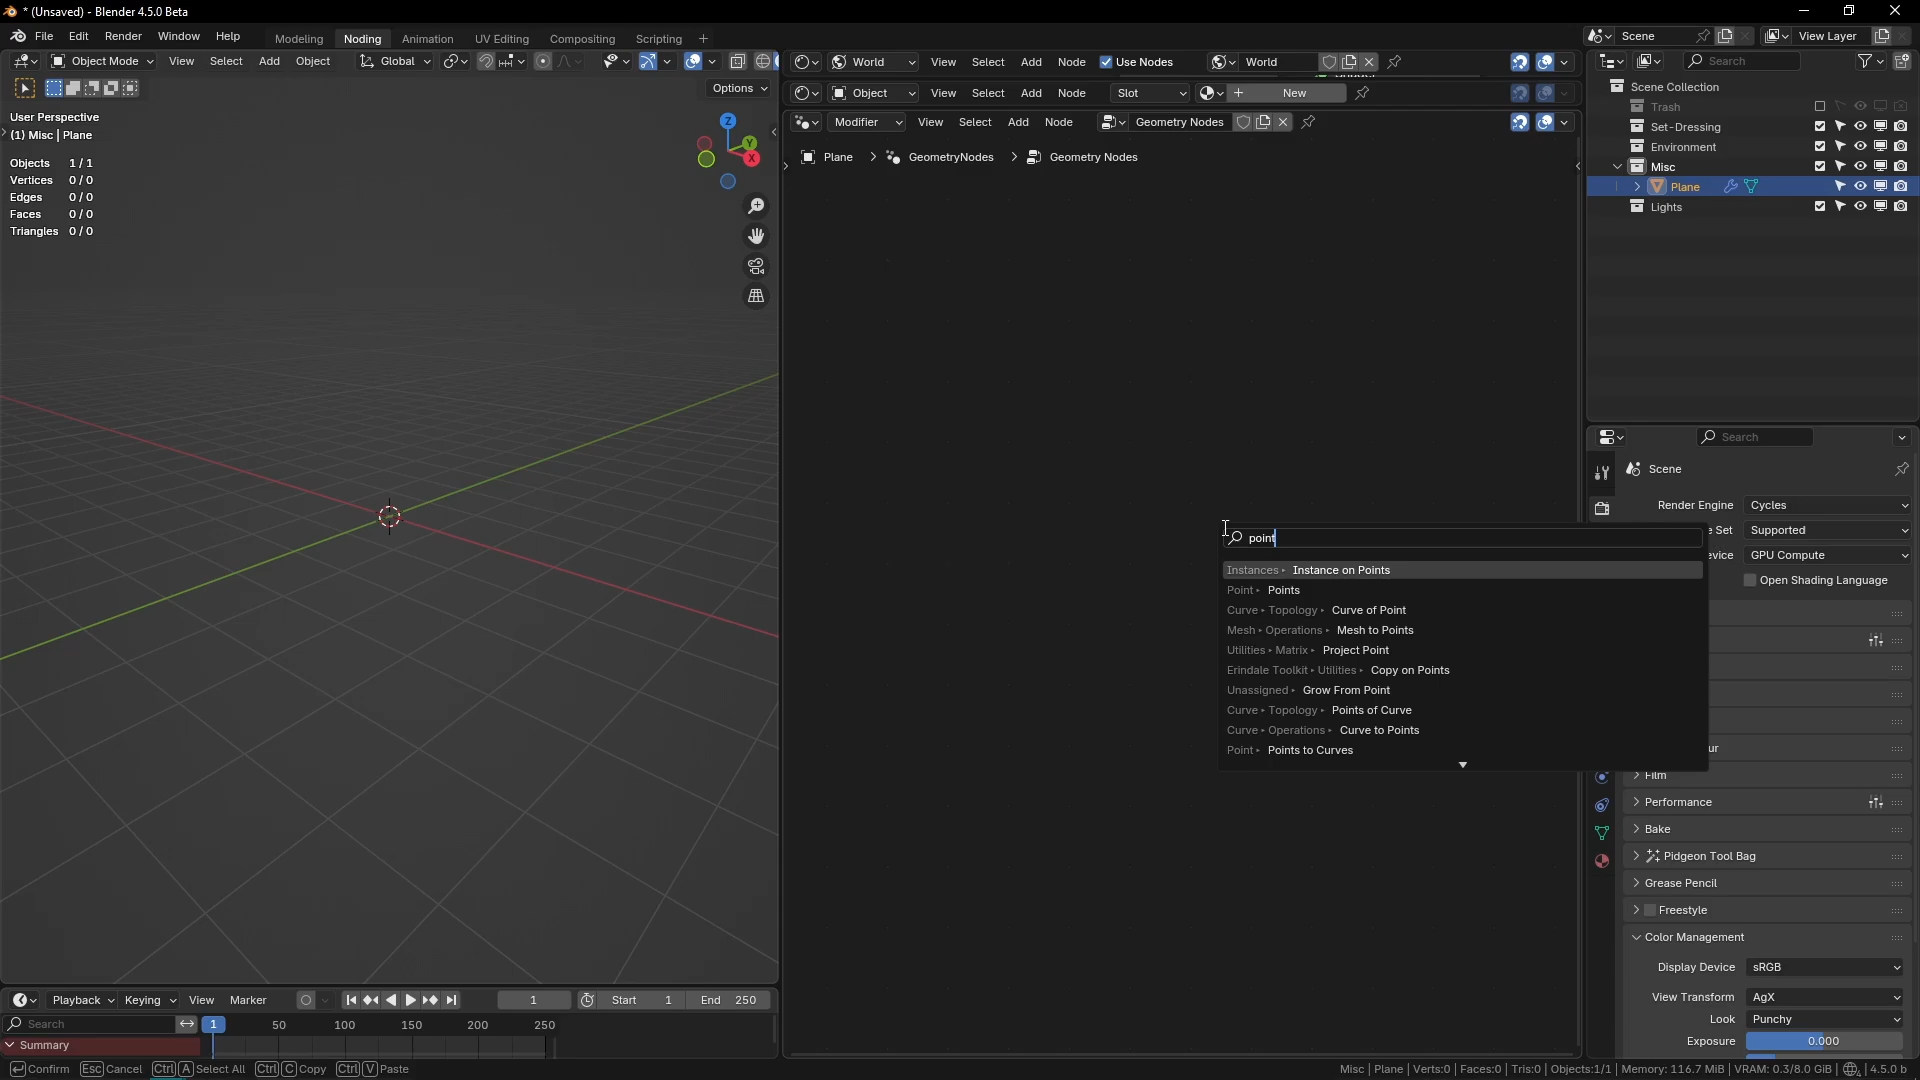 * (Unsaved) - Blender 4.5.0 Beta
File Edit Render Window Help Modeling Noding Animation UV Editing Compositing Scripting + Scene View Layer
Object Mode View Select Add Object Global
Options
User Perspective
(1) Misc | Plane
Objects 1 / 1
Vertices 0 / 0
Edges 0 / 0
Faces 0 / 0
Triangles 0 / 0
Z
Y
X
World View Select Add Node Use Nodes World
Object View Select Add Node Slot New
Modifier View Select Add Node Geometry Nodes
Plane > GeometryNodes > Geometry Nodes
point
Instances ▸ Instance on Points
Point ▸ Points
Curve ▸ Topology ▸ Curve of Point
Mesh ▸ Operations ▸ Mesh to Points
Utilities ▸ Matrix ▸ Project Point
Erindale Toolkit ▸ Utilities ▸ Copy on Points
Unassigned ▸ Grow From Point
Curve ▸ Topology ▸ Points of Curve
Curve ▸ Operations ▸ Curve to Points
Point ▸ Points to Curves
Search
Scene Collection
Trash
Set-Dressing
Environment
Misc
Plane
Lights
Search
Scene
Render Engine Cycles
Set Supported
GPU Compute
Open Shading Language
Film
Performance
Bake
Pidgeon Tool Bag
Grease Pencil
Freestyle
Color Management
Display Device sRGB
View Transform AgX
Look Punchy
Exposure 0.000
Playback Keying View Marker 1 Start 1 End 250
Search 1 50 100 150 200 250
Summary
Confirm Esc Cancel Ctrl A Select All Ctrl C Copy Ctrl V Paste
Misc | Plane | Verts:0 | Faces:0 | Tris:0 | Objects:1/1 | Memory: 116.7 MiB | VRAM: 0.3/8.0 GiB | 4.5.0 b